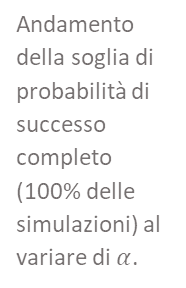 Andamento
della soglia di
probabilità di
successo
completo
(100% delle
simulazioni) al
variare di 𝛼.